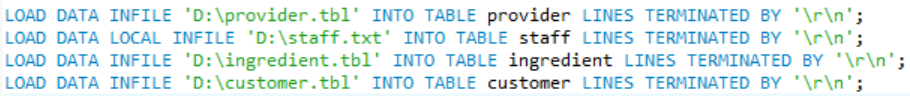 LOAD DATA INFILE 'D:\provider.tbl' INTO TABLE provider LINES TERMINATED BY '\r\n';
LOAD DATA LOCAL INFILE 'D:\staff.txt' INTO TABLE staff LINES TERMINATED BY '\r\n';
LOAD DATA INFILE 'D:\ingredient.tbl' INTO TABLE ingredient LINES TERMINATED BY '\r\n';
LOAD DATA INFILE 'D:\customer.tbl' INTO TABLE customer LINES TERMINATED BY '\r\n';